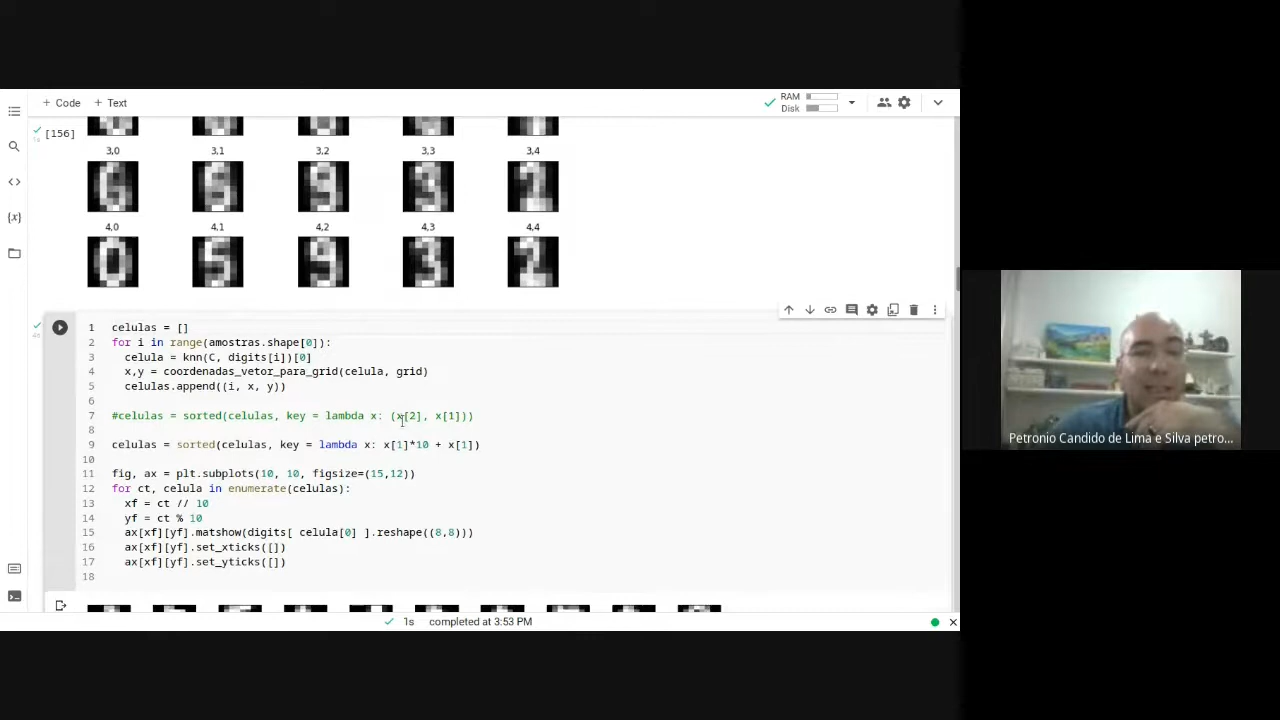 + Code + Text
RAM
Disk
[156]
1s
3,0 3,1 3,2 3,3 3,4
4,0 4,1 4,2 4,3 4,4
1 celulas = []
2 for i in range(amostras.shape[0]):
3 celula = knn(C, digits[i])[0]
4 x,y = coordenadas_vetor_para_grid(celula, grid)
5 celulas.append((i, x, y))
6
7 #celulas = sorted(celulas, key = lambda x: (x[2], x[1]))
8
9 celulas = sorted(celulas, key = lambda x: x[1]*10 + x[1])
10
11 fig, ax = plt.subplots(10, 10, figsize=(15,12))
12 for ct, celula in enumerate(celulas):
13 xf = ct // 10
14 yf = ct % 10
15 ax[xf][yf].matshow(digits[ celula[0] ].reshape((8,8)))
16 ax[xf][yf].set_xticks([])
17 ax[xf][yf].set_yticks([])
18
1s completed at 3:53 PM
Petronio Candido de Lima e Silva petro...